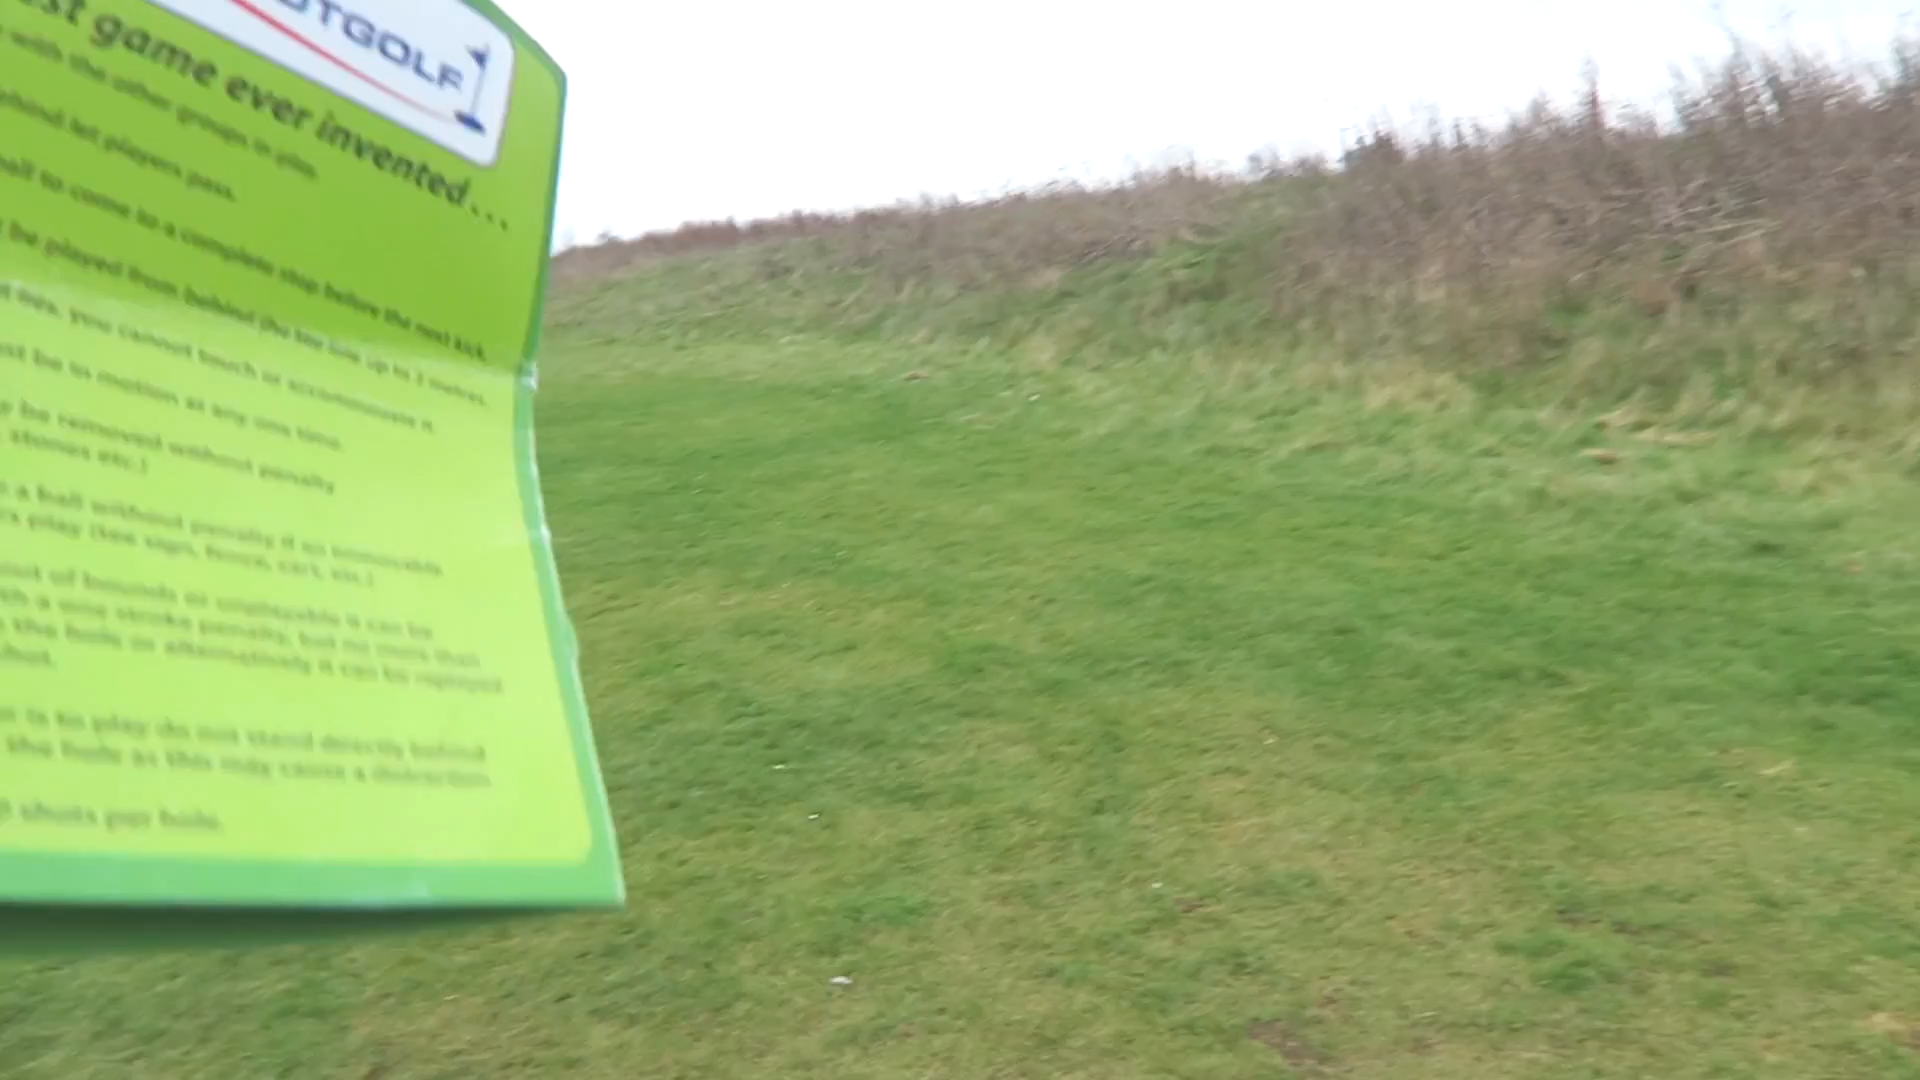 OTGOLF
st game ever invented...
with the other groups in play.
behind let players pass.
ball to come to a complete stop before the next kick.
be played from behind the tee line up to 2 metres.
you cannot touch or accommodate it.
be in motion at any one time.
be removed without penalty
stones etc.)
a ball without penalty if an immovable
play (tee sign, fence, cart, etc.)
out of bounds or unplayable it can be
a one stroke penalty, but no more than
the hole or alternatively it can be replayed
shot.
is to play do not stand directly behind
the hole as this may cause a distraction
shots per hole.